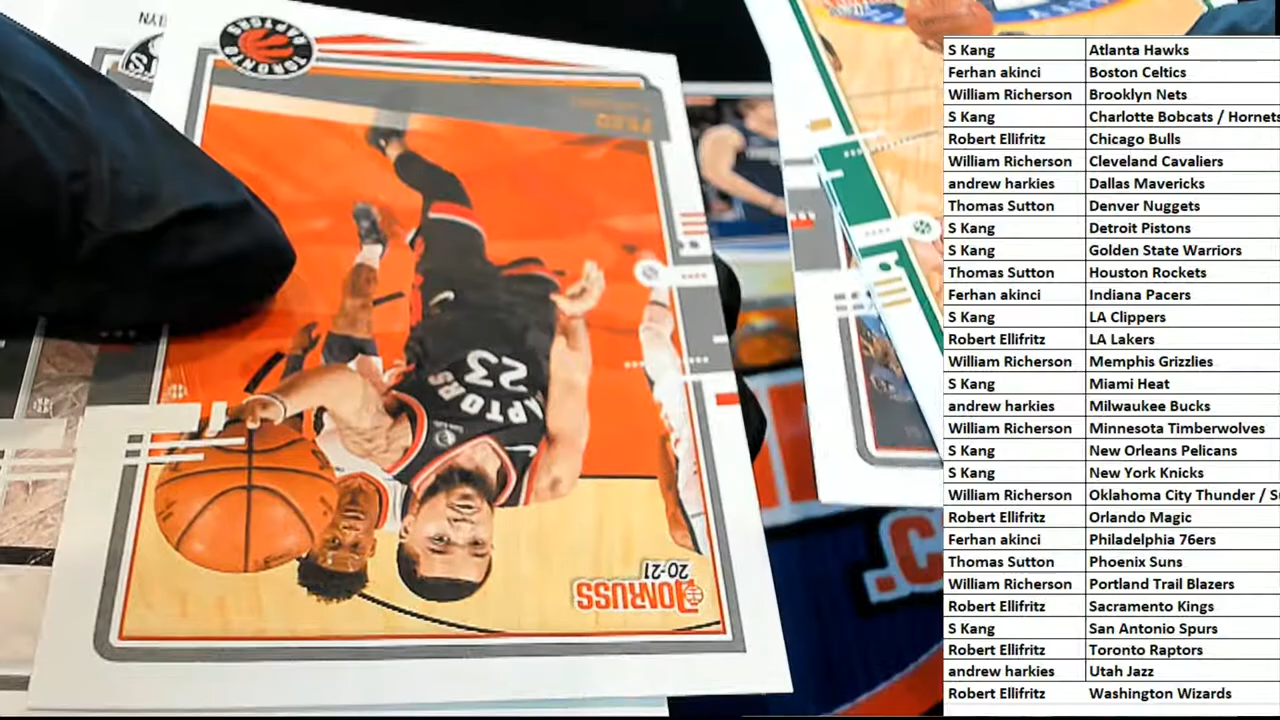 TORONTO RAPTORS
FRED
RAPTORS
23
20-21
DONRUSS
.C
S Kang Atlanta Hawks
Ferhan akinci Boston Celtics
William Richerson Brooklyn Nets
S Kang Charlotte Bobcats / Hornets
Robert Ellifritz Chicago Bulls
William Richerson Cleveland Cavaliers
andrew harkies Dallas Mavericks
Thomas Sutton Denver Nuggets
S Kang Detroit Pistons
S Kang Golden State Warriors
Thomas Sutton Houston Rockets
Ferhan akinci Indiana Pacers
S Kang LA Clippers
Robert Ellifritz LA Lakers
William Richerson Memphis Grizzlies
S Kang Miami Heat
andrew harkies Milwaukee Bucks
William Richerson Minnesota Timberwolves
S Kang New Orleans Pelicans
S Kang New York Knicks
William Richerson Oklahoma City Thunder / S
Robert Ellifritz Orlando Magic
Ferhan akinci Philadelphia 76ers
Thomas Sutton Phoenix Suns
William Richerson Portland Trail Blazers
Robert Ellifritz Sacramento Kings
S Kang San Antonio Spurs
Robert Ellifritz Toronto Raptors
andrew harkies Utah Jazz
Robert Ellifritz Washington Wizards